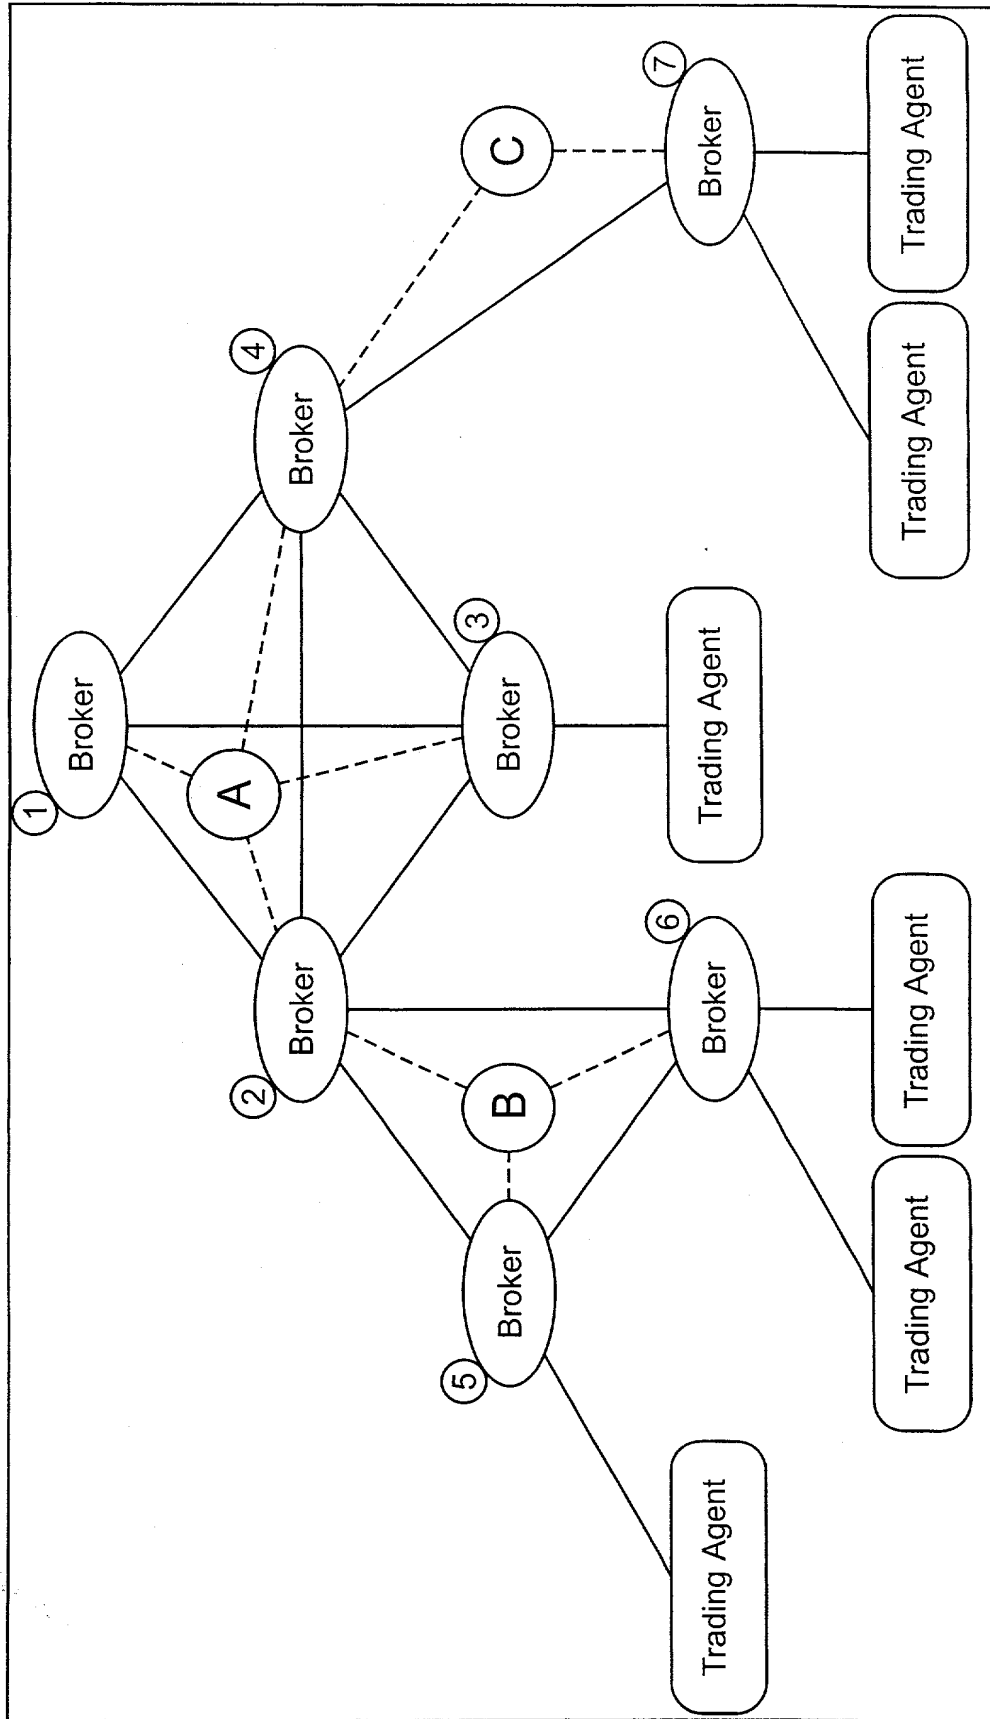 1
Broker
A
2
Broker
4
Broker
5
Broker
B
3
Broker
C
6
Broker
7
Broker
Trading Agent
Trading Agent
Trading Agent
Trading Agent
Trading Agent
Trading Agent